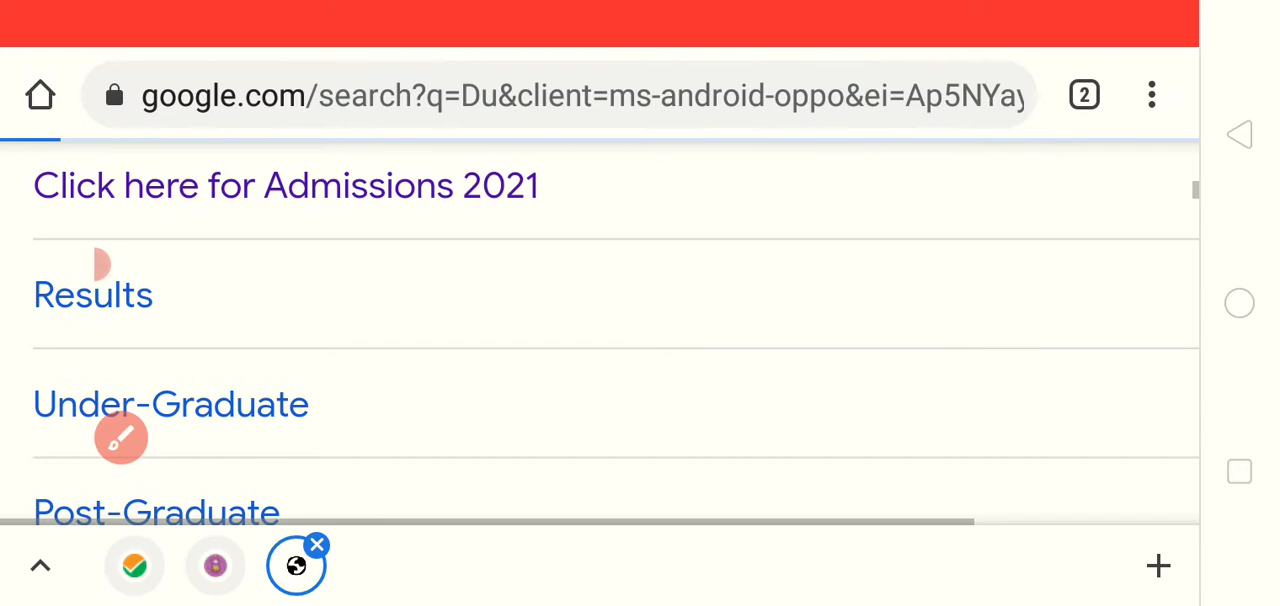 google.com/search?q=Du&client=ms-android-oppo&ei=Ap5NYay
2
Click here for Admissions 2021
Results
Under-Graduate
Post-Graduate